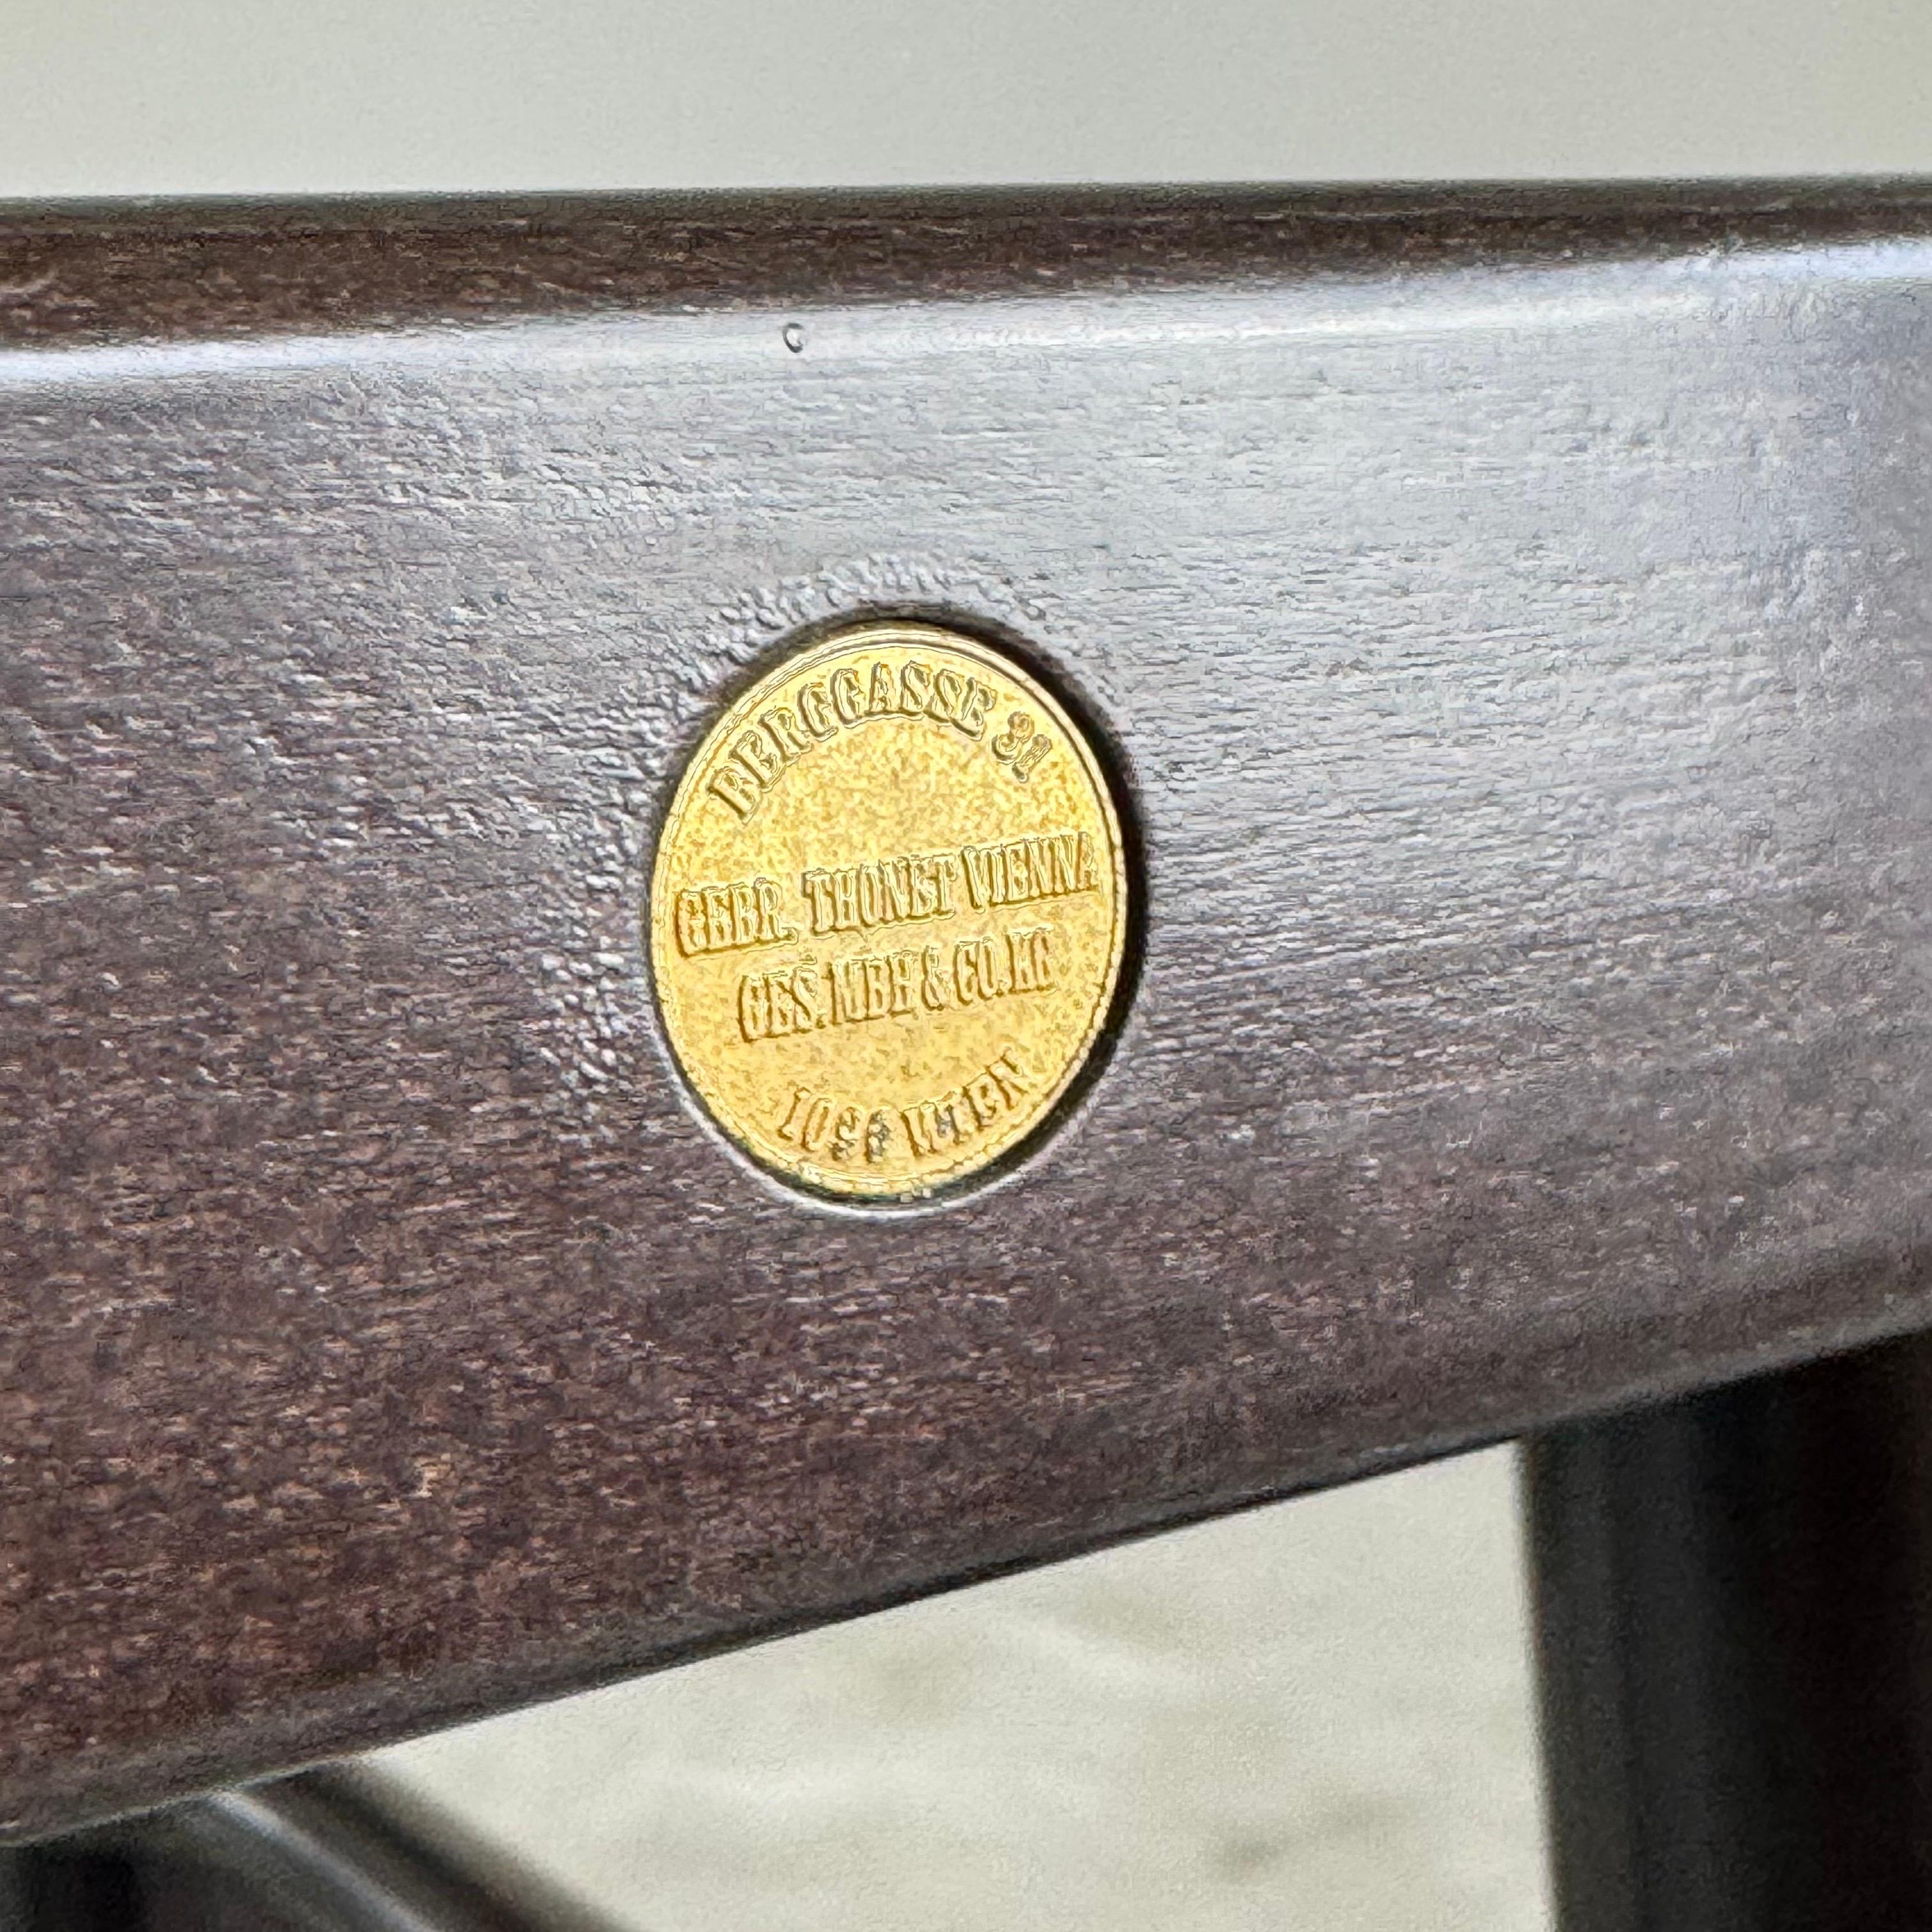 BERGGASSE 31
GEBR. THONET VIENNA
GES.MBH & CO.KG
1090 WIEN